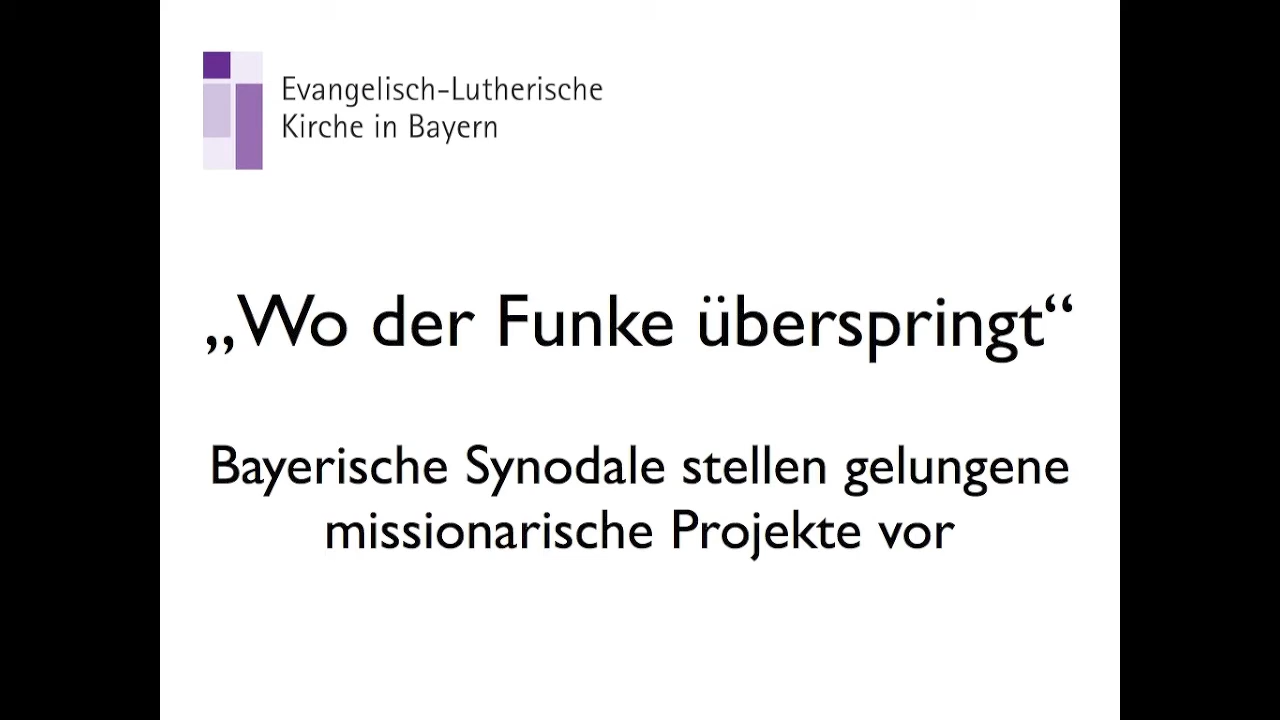 Evangelisch-Lutherische
Kirche in Bayern
„Wo der Funke überspringt“
Bayerische Synodale stellen gelungene
missionarische Projekte vor